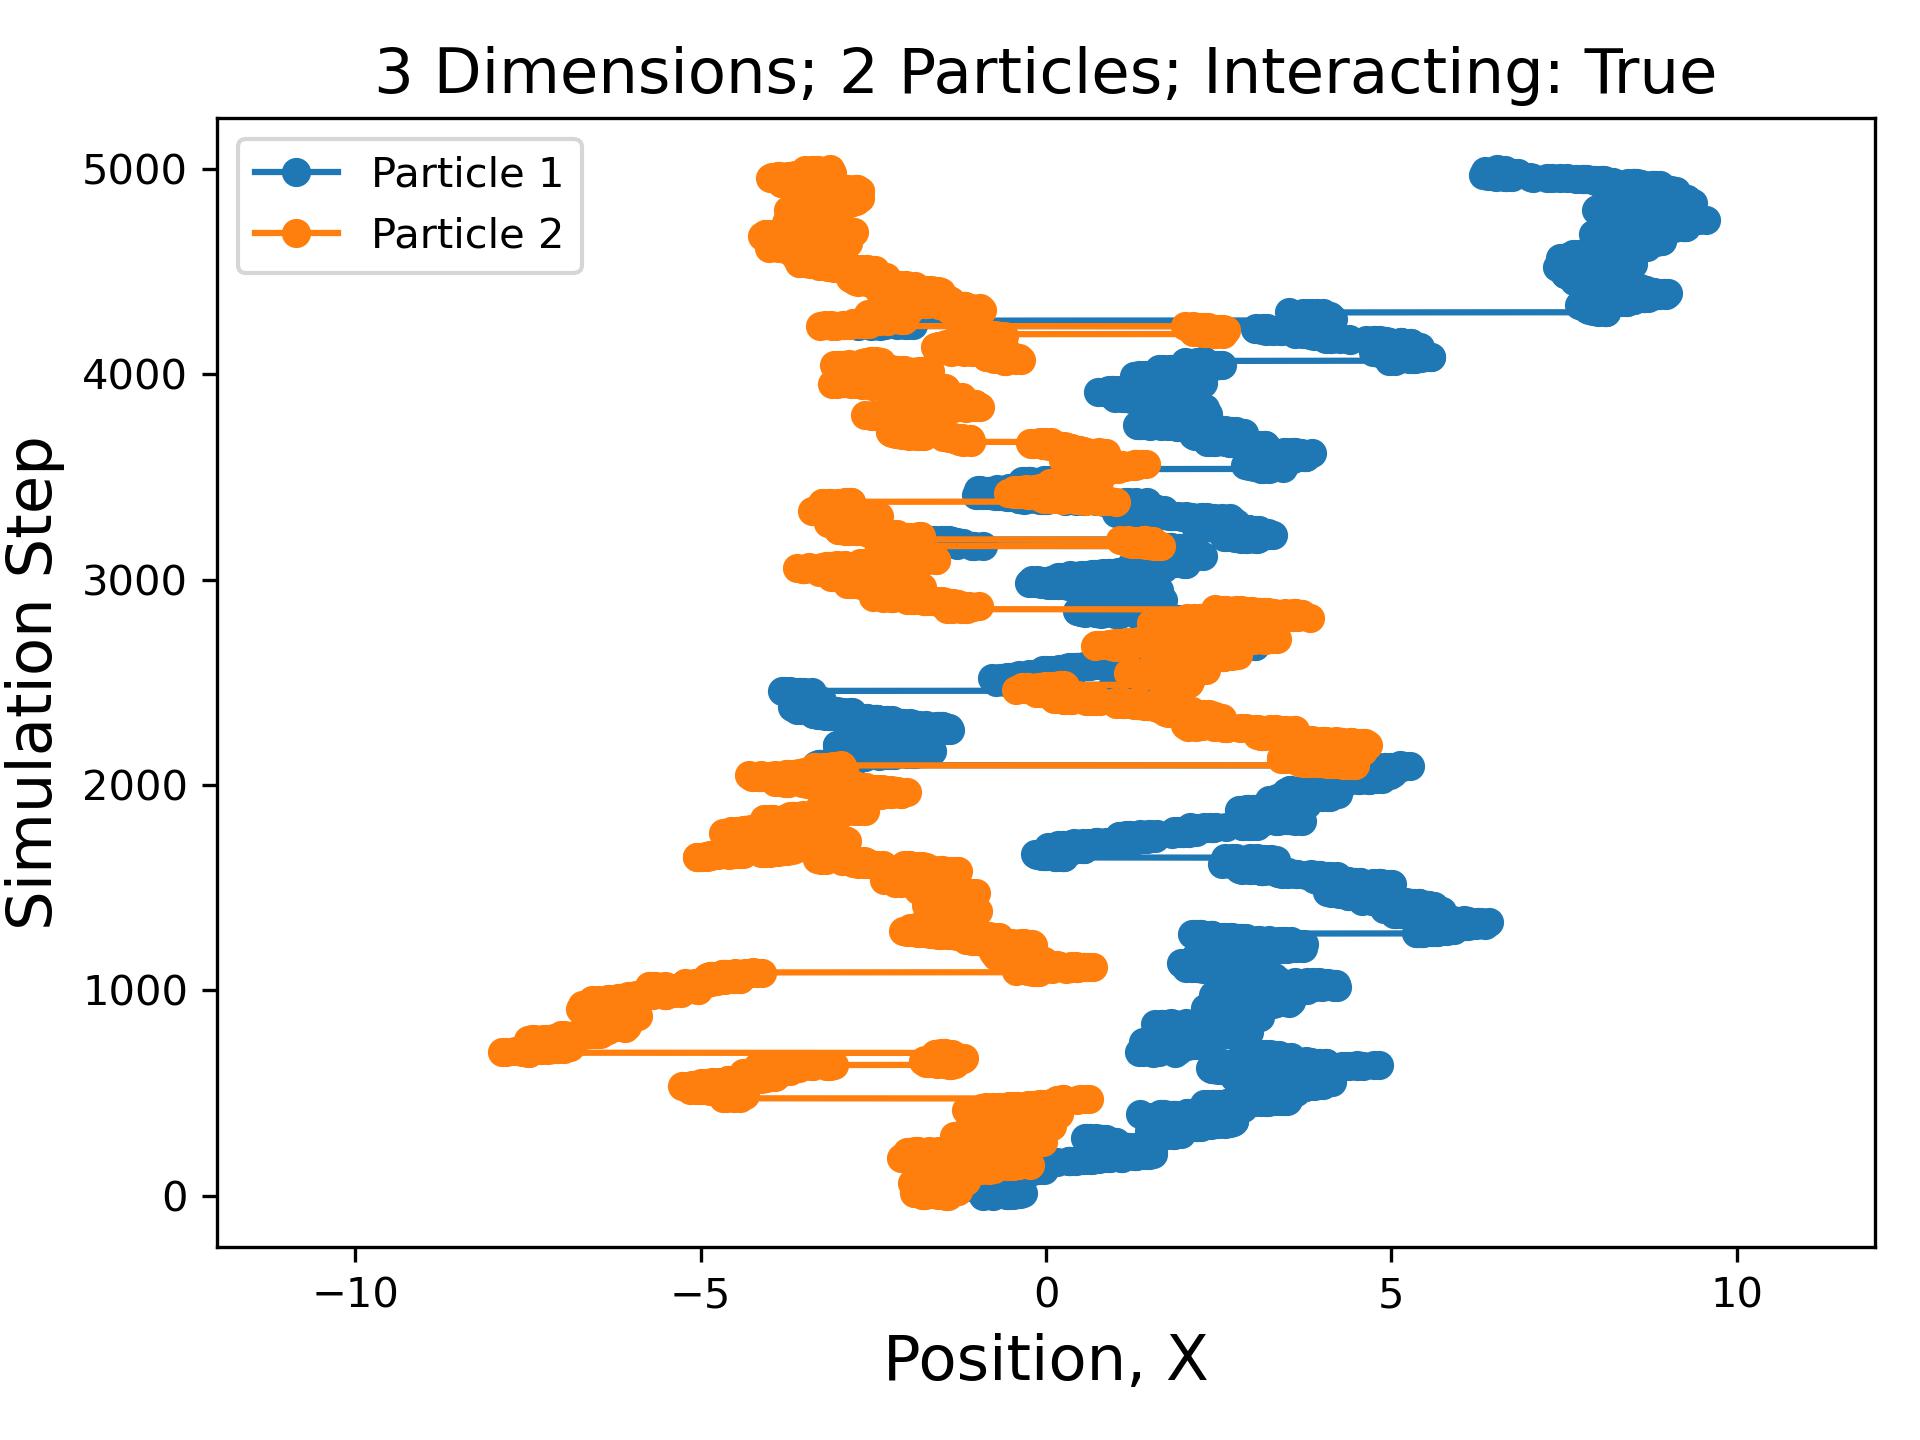 3 Dimensions; 2 Particles; Interacting: True
Particle 1
Particle 2
Simulation Step
5000
4000
3000
2000
1000
0
−10
−5
0
5
10
Position, X